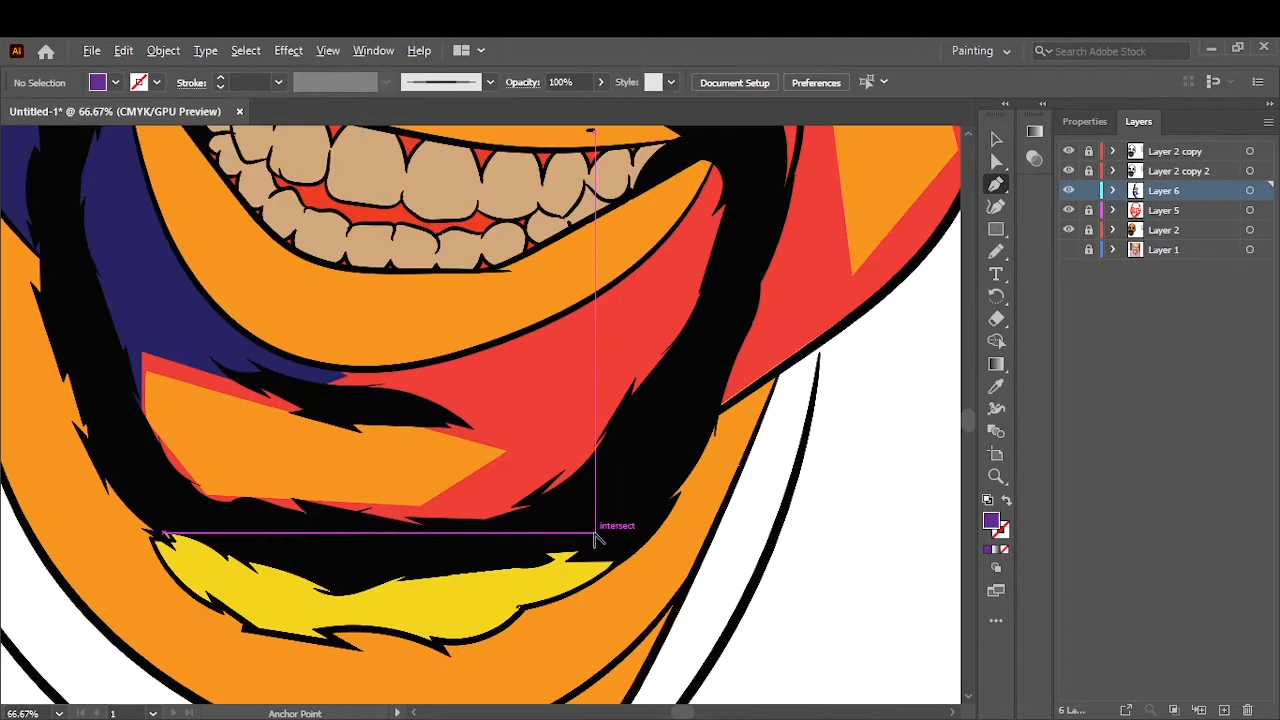 Ai File Edit Object Type Select Effect View Window Help Painting Search Adobe Stock
No Selection Stroke: Opacity: 100% Style: Document Setup Preferences
Untitled-1* @ 66.67% (CMYK/GPU Preview) × Properties Layers
Layer 2 copy
Layer 2 copy 2
Layer 6
Layer 5
Layer 2
Layer 1
intersect
66.67% 1 Anchor Point 6 La...